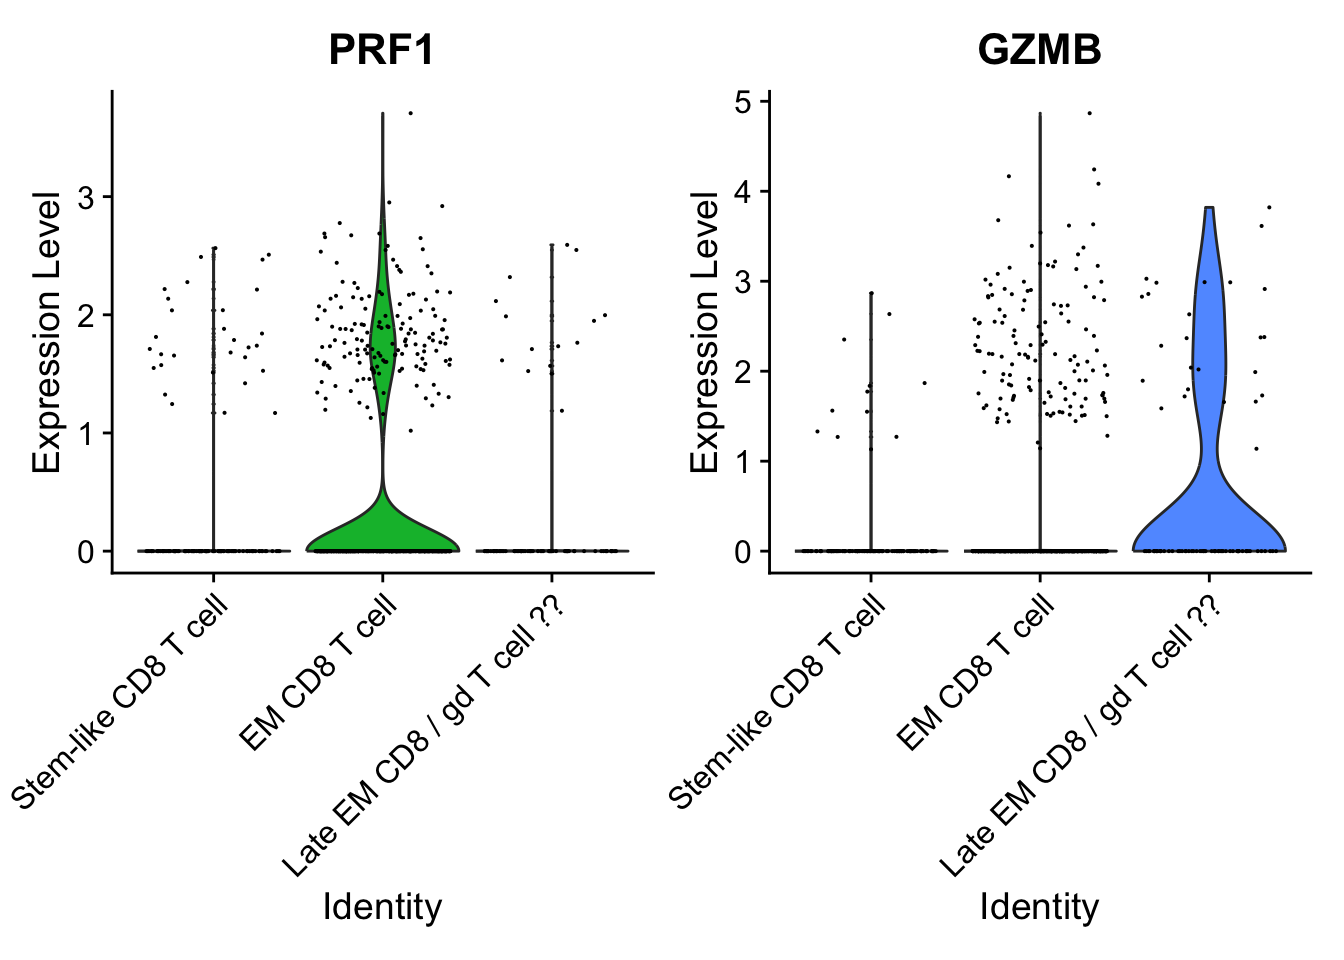 PRF1
Expression Level
3
2
1
0
Stem-like CD8 T cell
EM CD8 T cell
Late EM CD8 / gd T cell ??
Identity
GZMB
Expression Level
5
4
3
2
1
0
Stem-like CD8 T cell
EM CD8 T cell
Late EM CD8 / gd T cell ??
Identity